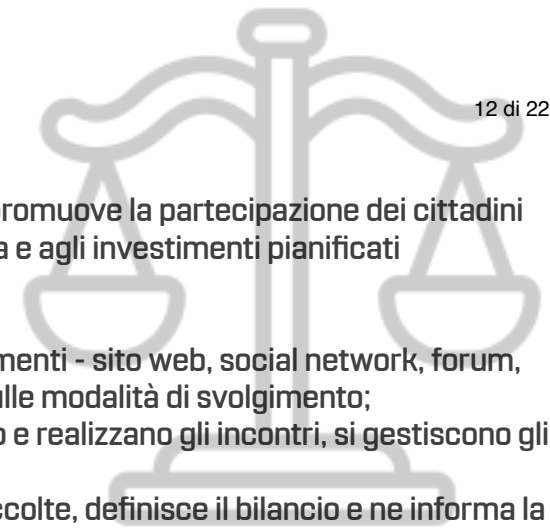 12 di 22
promuove la partecipazione dei cittadini
a e agli investimenti pianificati
menti - sito web, social network, forum,
lle modalità di svolgimento;
o e realizzano gli incontri, si gestiscono gli
ccolte, definisce il bilancio e ne informa la